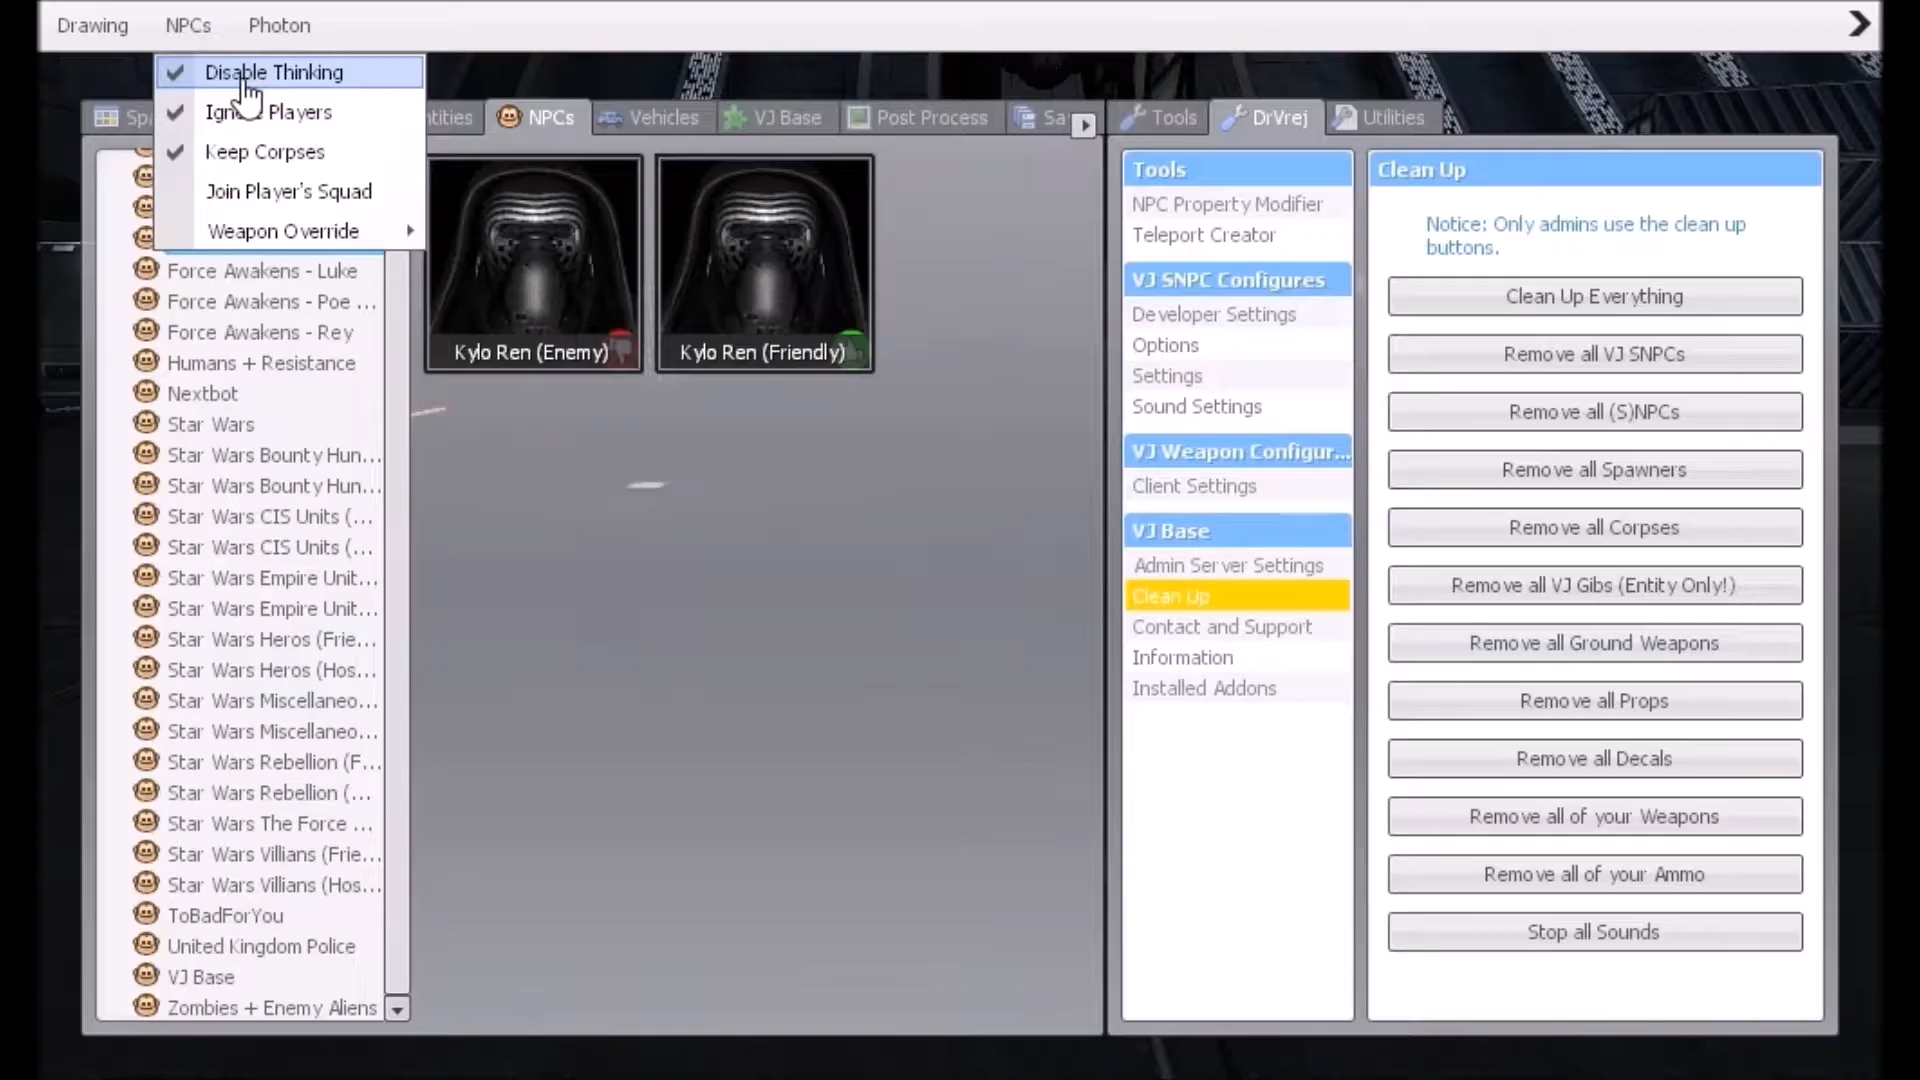 Drawing NPCs Photon
Disable Thinking
Players
Keep Corpses
Join Player's Squad
Weapon Override
NPCs Vehicles VJ Base Post Process
Tools DrVrej Utilities
Force Awakens - Luke
Force Awakens - Poe ...
Force Awakens - Rey
Humans + Resistance
Nextbot
Star Wars
Star Wars Bounty Hun...
Star Wars Bounty Hun...
Star Wars CIS Units (...
Star Wars CIS Units (...
Star Wars Empire Unit...
Star Wars Empire Unit...
Star Wars Heros (Frie...
Star Wars Heros (Hos...
Star Wars Miscellaneo...
Star Wars Miscellaneo...
Star Wars Rebellion (F...
Star Wars Rebellion (...
Star Wars The Force ...
Star Wars Villians (Frie...
Star Wars Villians (Hos...
ToBadForYou
United Kingdom Police
VJ Base
Zombies + Enemy Aliens
Kylo Ren (Enemy)
Kylo Ren (Friendly)
Tools
NPC Property Modifier
Teleport Creator
VJ SNPC Configures
Developer Settings
Options
Settings
Sound Settings
VJ Weapon Configur...
Client Settings
VJ Base
Admin Server Settings
Clean Up
Contact and Support
Information
Installed Addons
Clean Up
Notice: Only admins use the clean up
buttons.
Clean Up Everything
Remove all VJ SNPCs
Remove all (S)NPCs
Remove all Spawners
Remove all Corpses
Remove all VJ Gibs (Entity Only!)
Remove all Ground Weapons
Remove all Props
Remove all Decals
Remove all of your Weapons
Remove all of your Ammo
Stop all Sounds